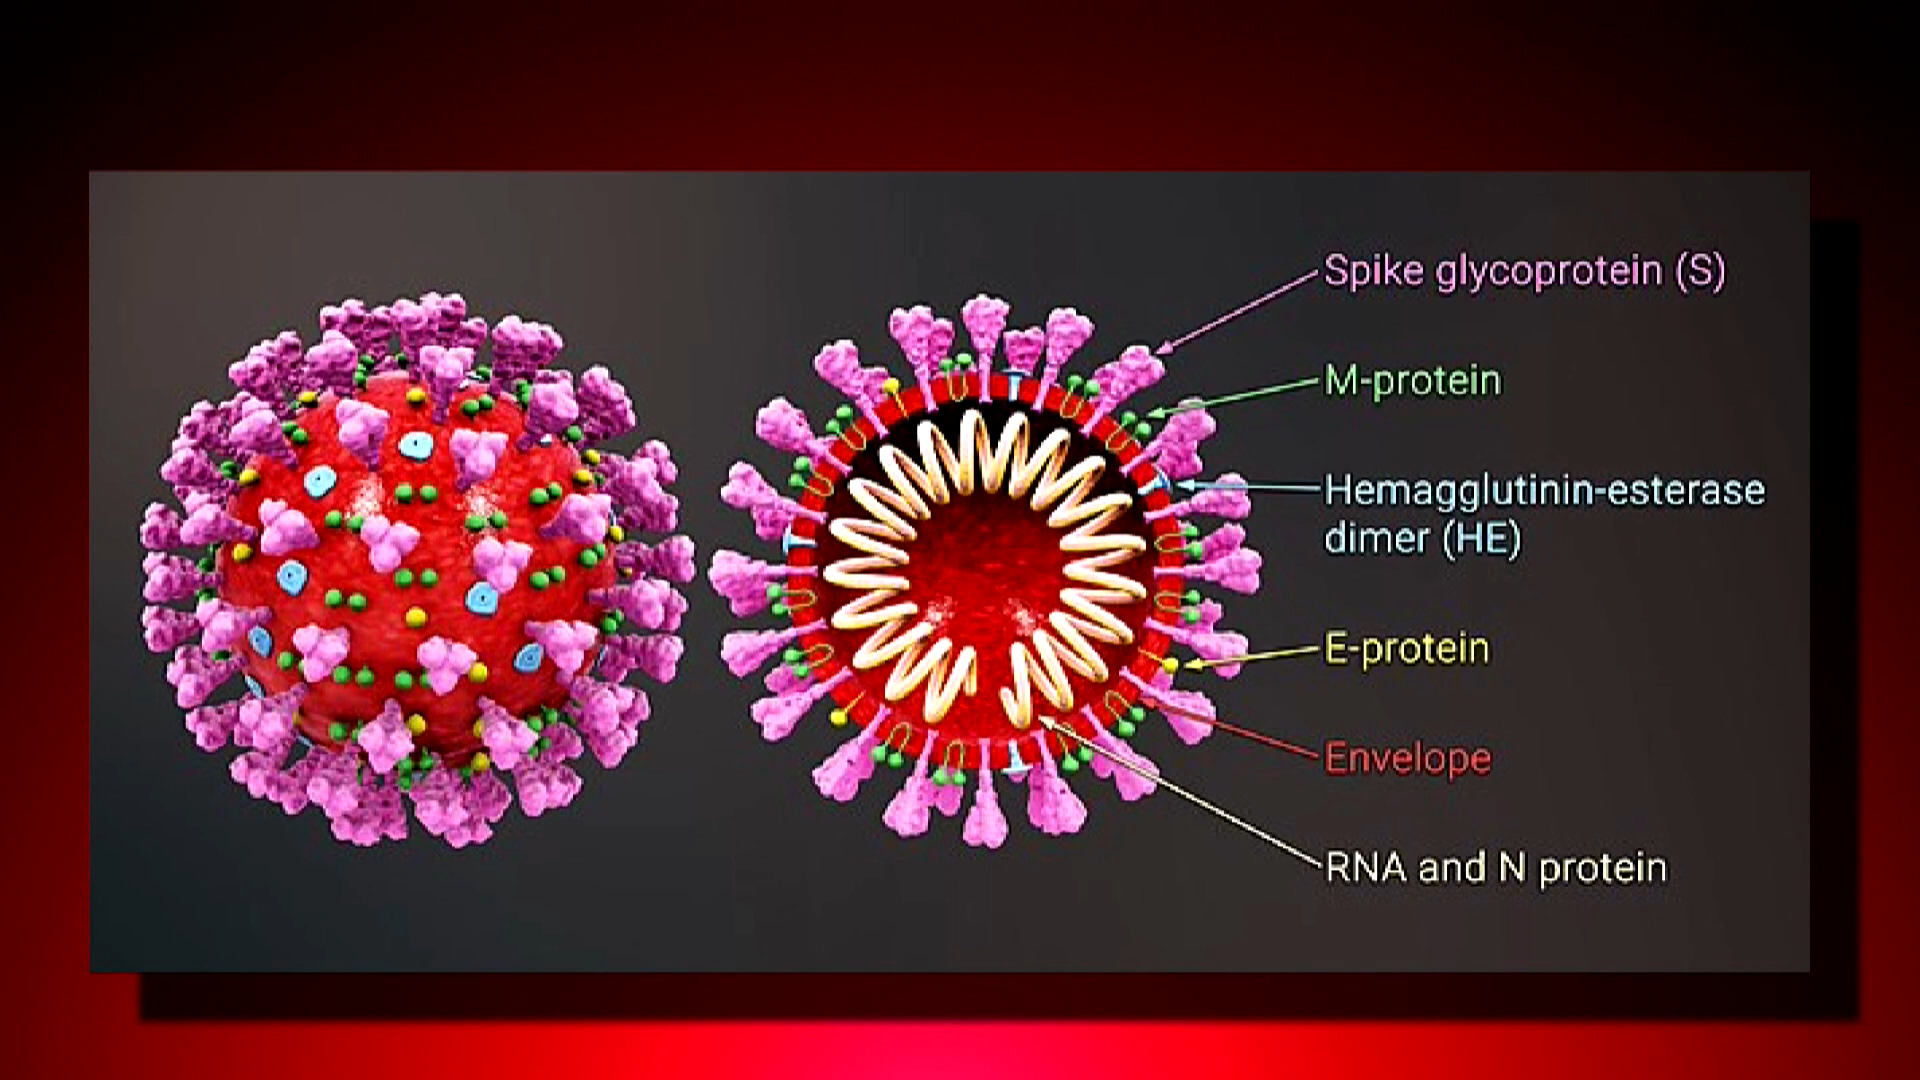 Spike glycoprotein (S)
M-protein
Hemagglutinin-esterase
dimer (HE)
E-protein
Envelope
RNA and N protein